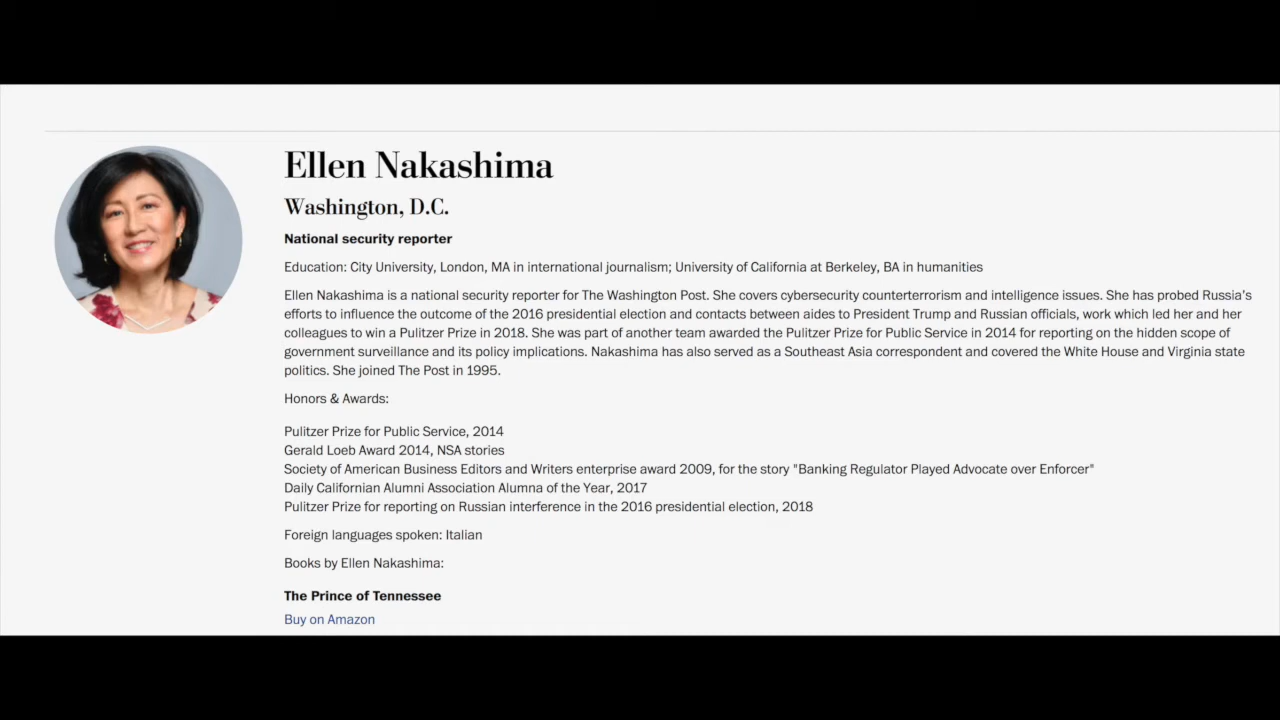 Ellen Nakashima
Washington, D.C.
National security reporter
Education: City University, London, MA in international journalism; University of California at Berkeley, BA in humanities
Ellen Nakashima is a national security reporter for The Washington Post. She covers cybersecurity counterterrorism and intelligence issues. She has probed Russia’s
efforts to influence the outcome of the 2016 presidential election and contacts between aides to President Trump and Russian officials, work which led her and her
colleagues to win a Pulitzer Prize in 2018. She was part of another team awarded the Pulitzer Prize for Public Service in 2014 for reporting on the hidden scope of
government surveillance and its policy implications. Nakashima has also served as a Southeast Asia correspondent and covered the White House and Virginia state
politics. She joined The Post in 1995.
Honors & Awards:
Pulitzer Prize for Public Service, 2014
Gerald Loeb Award 2014, NSA stories
Society of American Business Editors and Writers enterprise award 2009, for the story "Banking Regulator Played Advocate over Enforcer"
Daily Californian Alumni Association Alumna of the Year, 2017
Pulitzer Prize for reporting on Russian interference in the 2016 presidential election, 2018
Foreign languages spoken: Italian
Books by Ellen Nakashima:
The Prince of Tennessee
Buy on Amazon